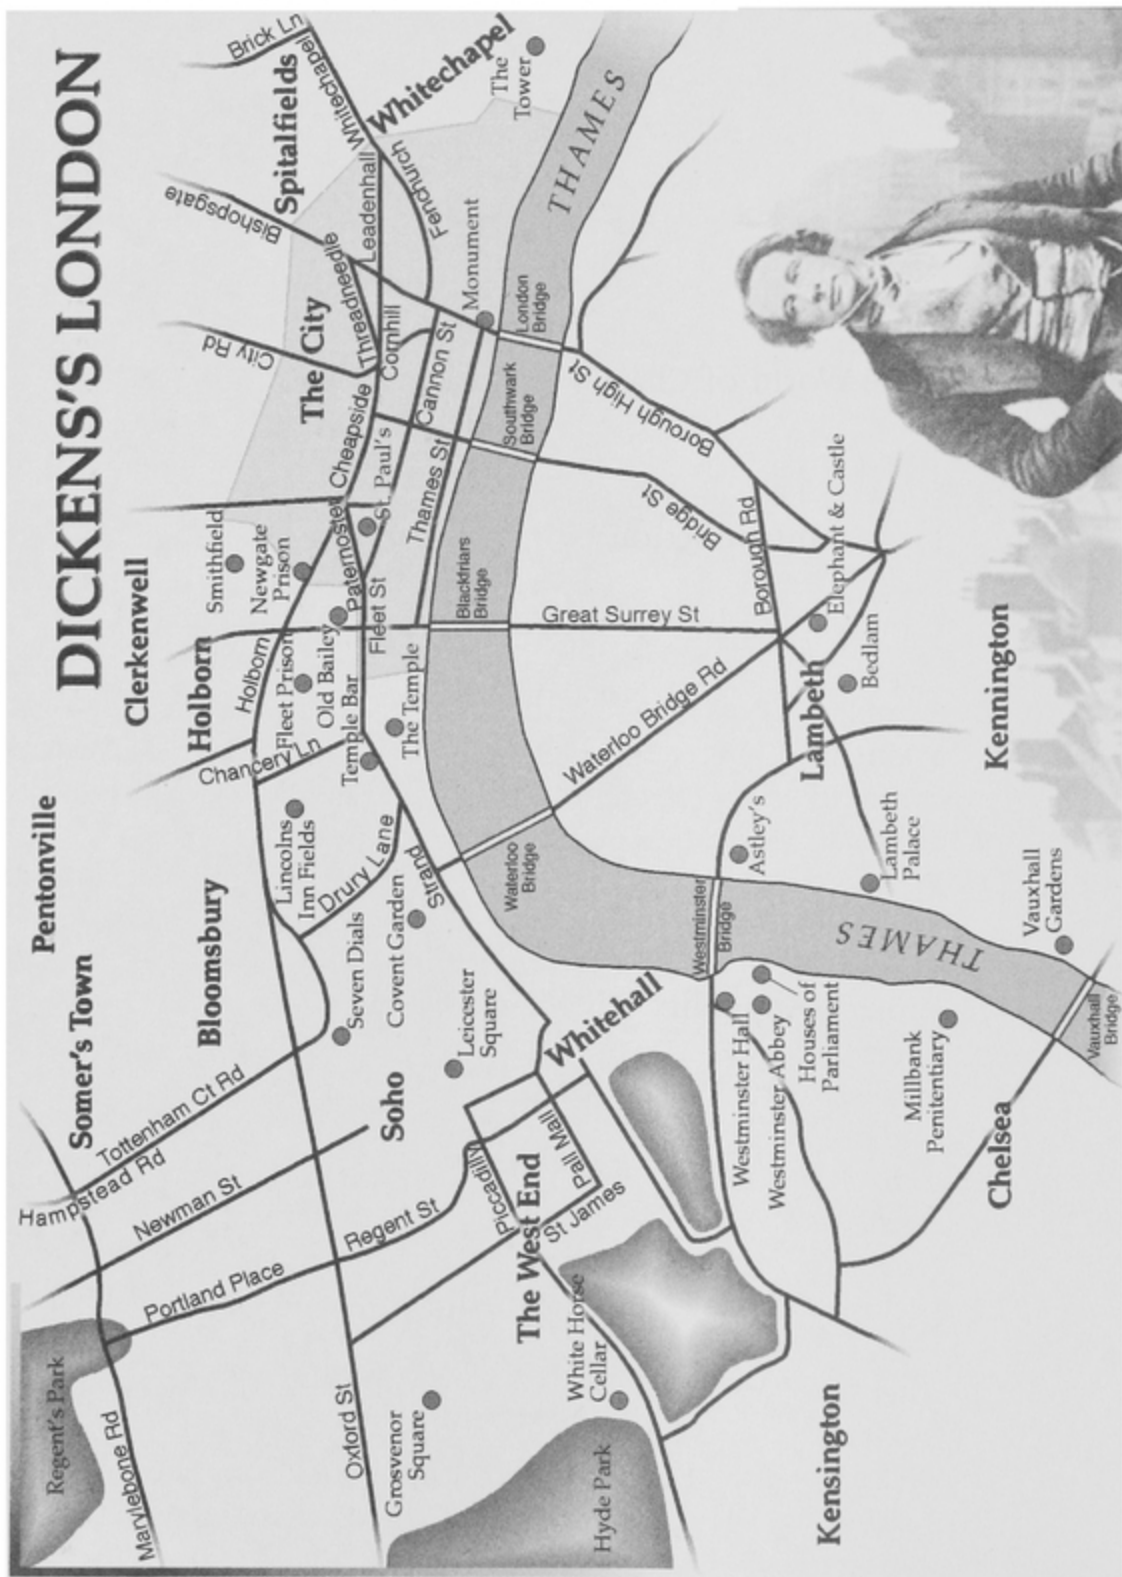 DICKENS'S LONDON
Pentonville
Somer's Town
Clerkenwell
Holborn
Bloomsbury
Spitalfields
Whitechapel
The City
Soho
Whitehall
The West End
Lambeth
Kennington
Chelsea
Kensington
Regent's Park
Marylebone Rd
Hampstead Rd
Tottenham Ct Rd
Newman St
Portland Place
Regent St
Oxford St
Grosvenor
Square
Hyde Park
White Horse
Cellar
St James
Piccadilly
Pall Mall
Leicester
Square
Seven Dials
Covent Garden
Drury Lane
Strand
Lincolns
Inn Fields
Chancery Ln
Temple Bar
The Temple
Old Bailey
Fleet Prison
Holborn
Fleet St
Paternoster
Newgate
Prison
Smithfield
St. Paul's
Cheapside
Thames St
Cannon St
Cornhill
Threadneedle
City Rd
Bishopsgate
Leadenhall
Fenchurch
Whitechapel
Brick Ln
Monument
The
Tower
THAMES
London
Bridge
Southwark
Bridge
Blackfriars
Bridge
Waterloo
Bridge
Westminster
Bridge
Vauxhall
Bridge
THAMES
Borough High St
Bridge St
Borough Rd
Great Surrey St
Waterloo Bridge Rd
Elephant & Castle
Bedlam
Astley's
Lambeth
Palace
Vauxhall
Gardens
Westminster Hall
Westminster Abbey
Houses of
Parliament
Millbank
Penitentiary